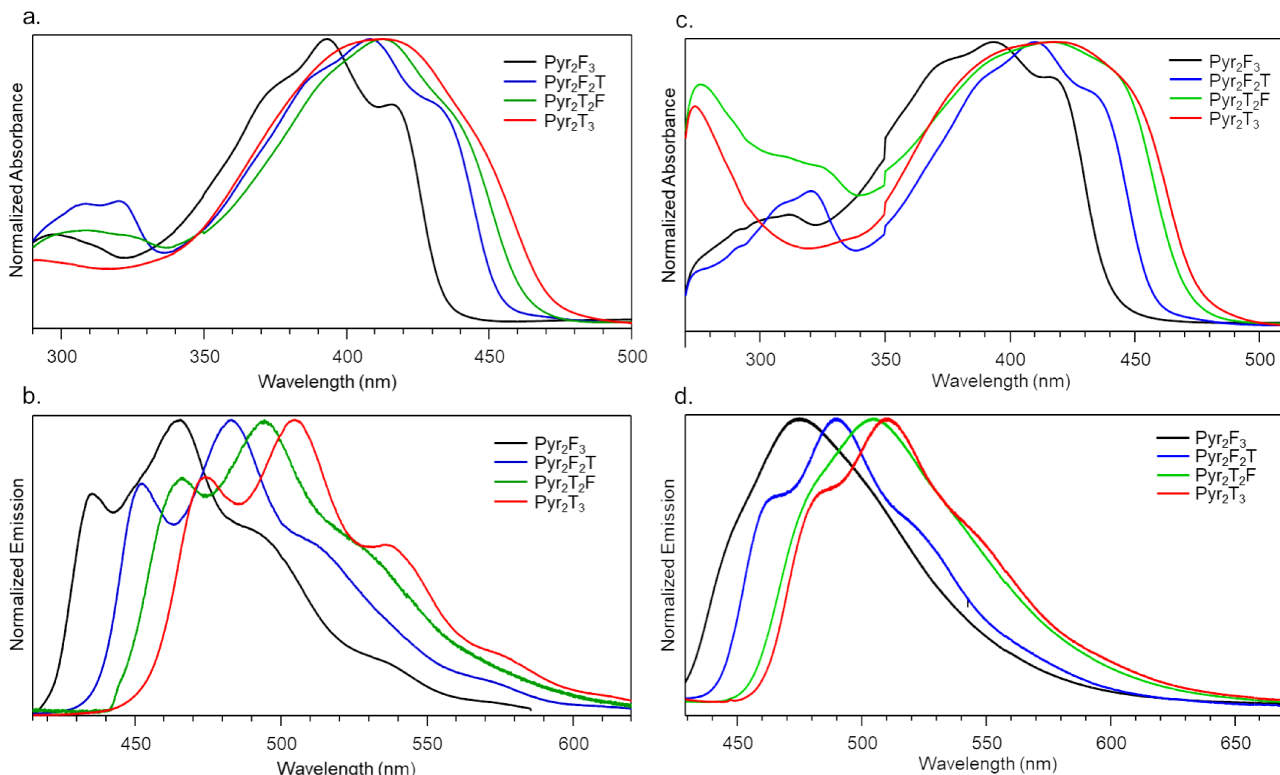 a.
Normalized Absorbance
Pyr₂F₃
Pyr₂F₂T
Pyr₂T₂F
Pyr₂T₃
300 350 400 450 500
Wavelength (nm)
b.
Normalized Emission
Pyr₂F₃
Pyr₂F₂T
Pyr₂T₂F
Pyr₂T₃
450 500 550 600
Wavelength (nm)
c.
Normalized Absorbance
Pyr₂F₃
Pyr₂F₂T
Pyr₂T₂F
Pyr₂T₃
300 350 400 450 500
Wavelength (nm)
d.
Normalized Emission
Pyr₂F₃
Pyr₂F₂T
Pyr₂T₂F
Pyr₂T₃
450 500 550 600 650
Wavelength (nm)